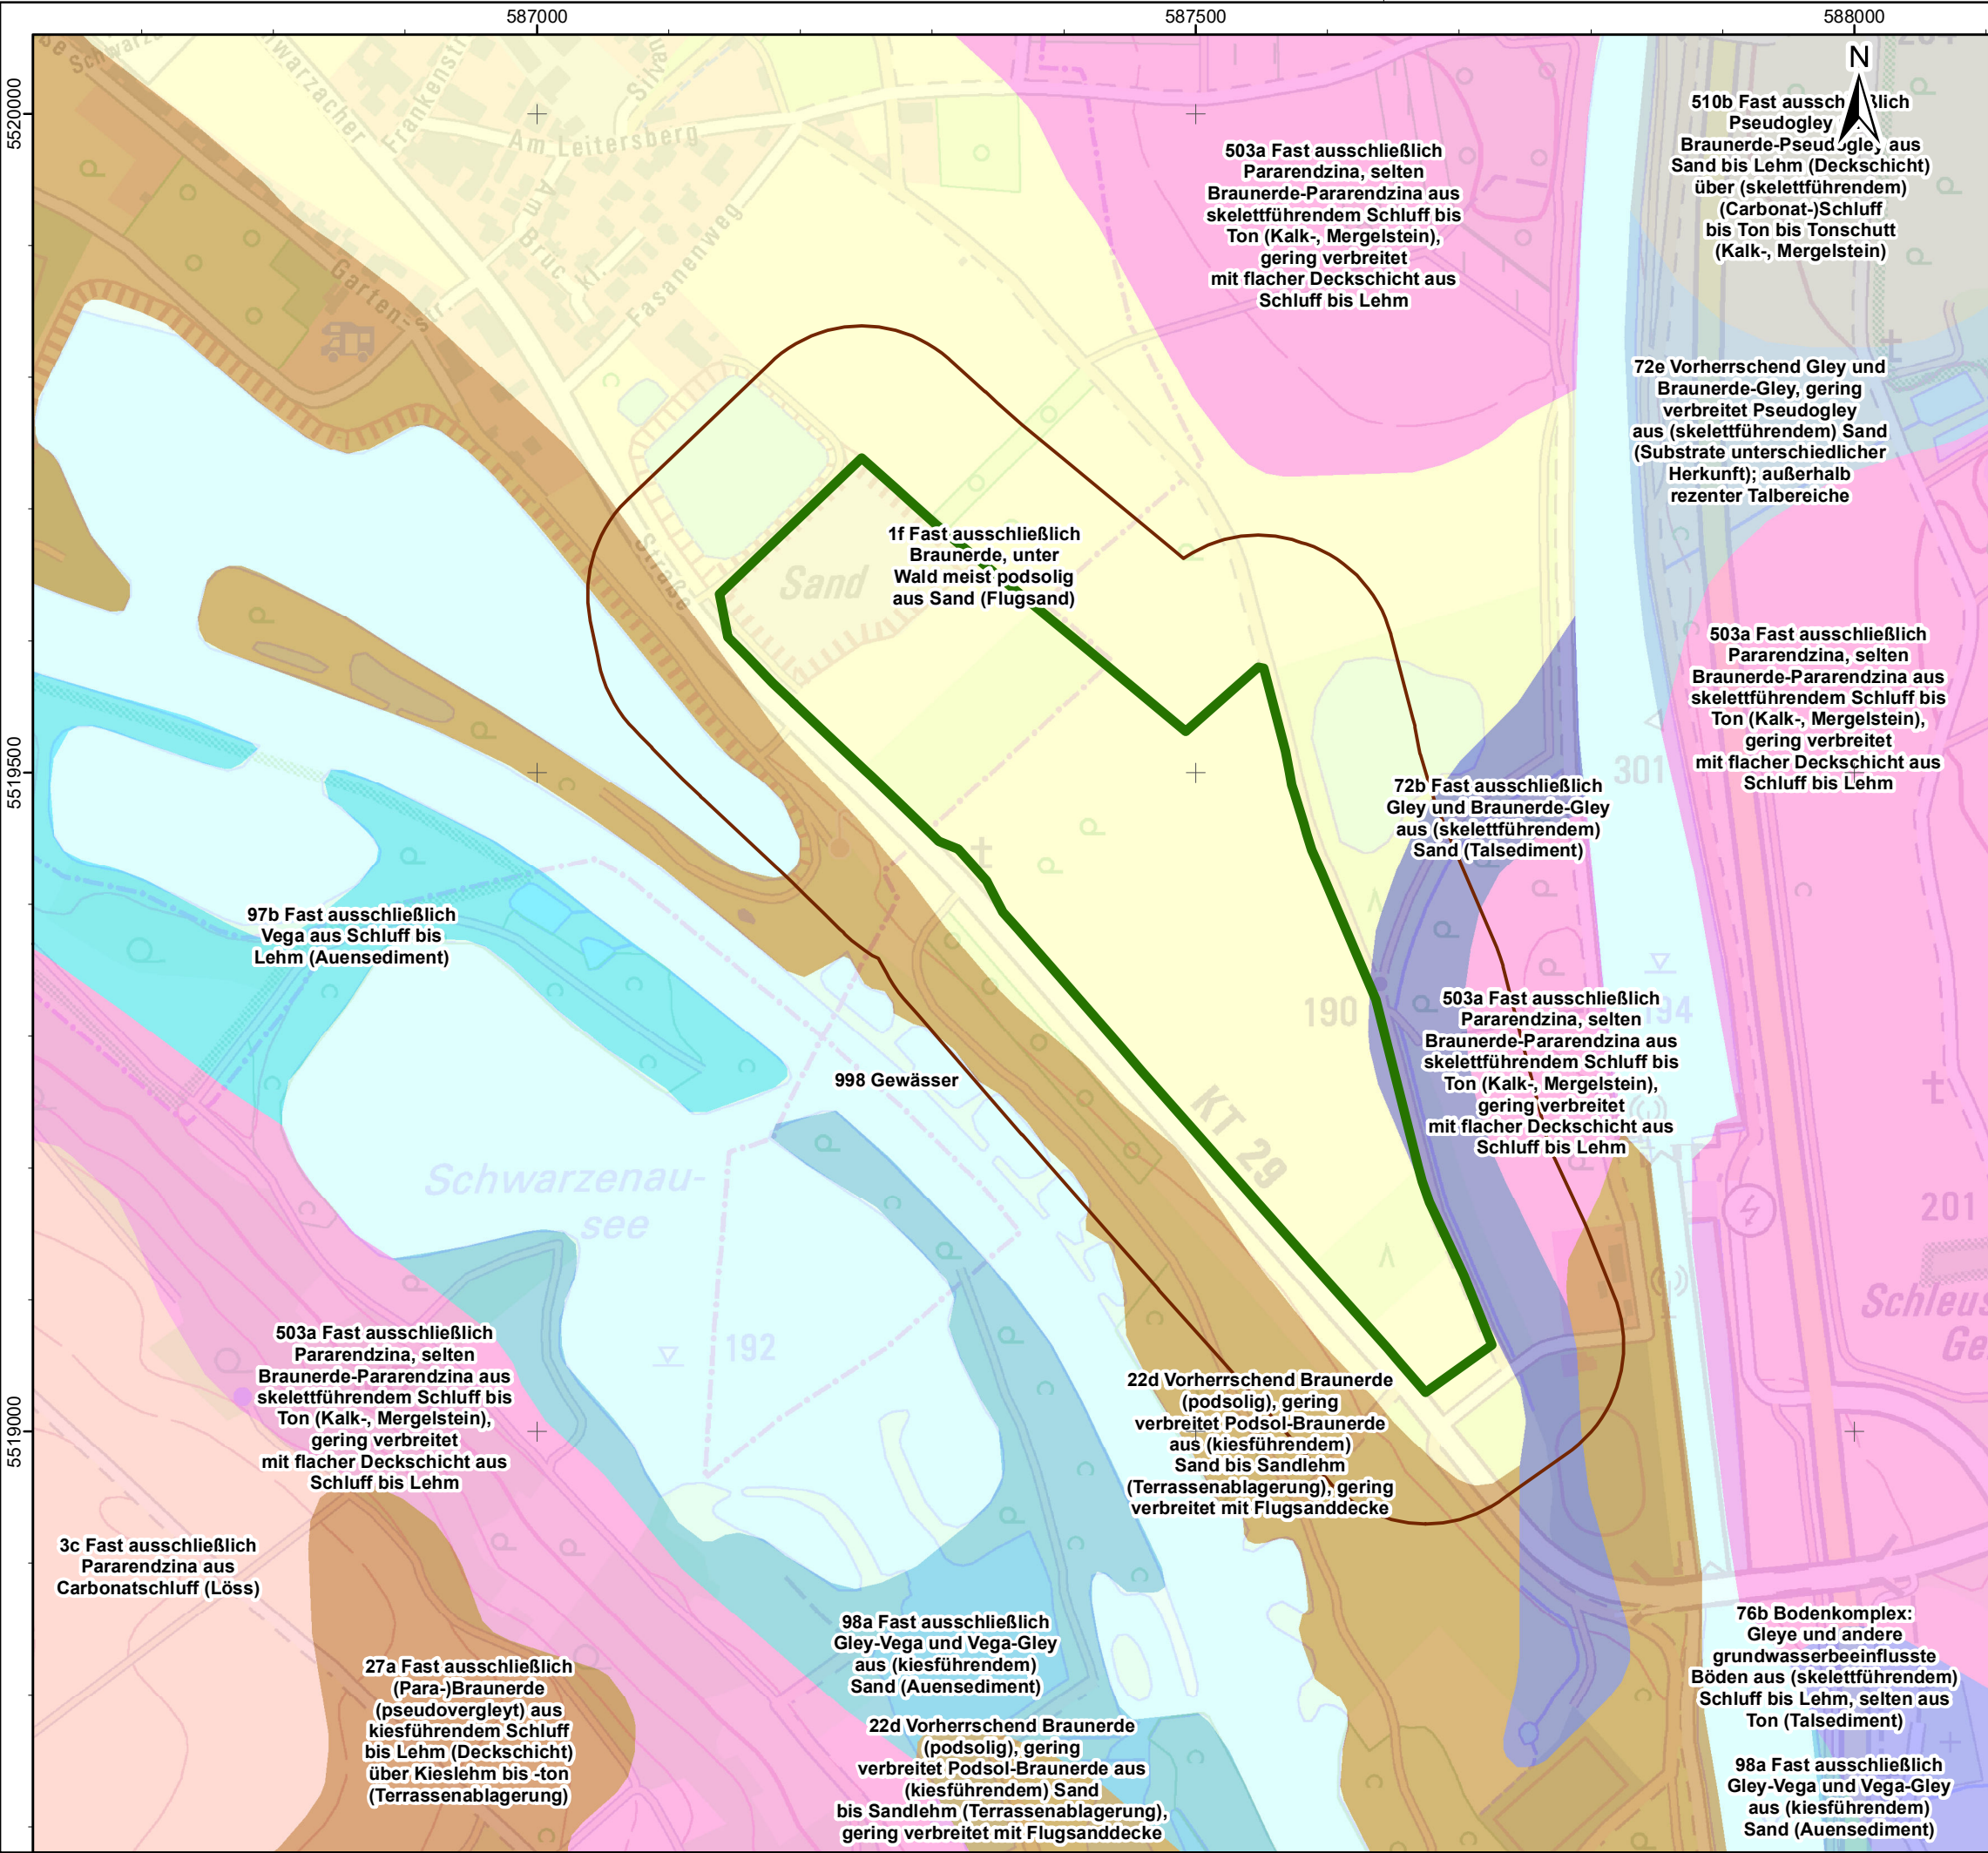 587000
587500
588000
5520000
5519500
5519000
N
Schwarza
Schwarzacher
Frankenstr
Silva
Am Leitersberg
Am
Brückl.
Fasanenweg
Garten-str.
Straße
Sand
510b Fast ausschließlich
Pseudogley
Braunerde-Pseudogley aus
Sand bis Lehm (Deckschicht)
über (skelettführendem)
(Carbonat-)Schluff
bis Ton bis Tonschutt
(Kalk-, Mergelstein)
503a Fast ausschließlich
Pararendzina, selten
Braunerde-Pararendzina aus
skelettführendem Schluff bis
Ton (Kalk-, Mergelstein),
gering verbreitet
mit flacher Deckschicht aus
Schluff bis Lehm
72e Vorherrschend Gley und
Braunerde-Gley, gering
verbreitet Pseudogley
aus (skelettführendem) Sand
(Substrate unterschiedlicher
Herkunft); außerhalb
rezenter Talbereiche
1f Fast ausschließlich
Braunerde, unter
Wald meist podsolig
aus Sand (Flugsand)
503a Fast ausschließlich
Pararendzina, selten
Braunerde-Pararendzina aus
skelettführendem Schluff bis
Ton (Kalk-, Mergelstein),
gering verbreitet
mit flacher Deckschicht aus
Schluff bis Lehm
301
72b Fast ausschließlich
Gley und Braunerde-Gley
aus (skelettführendem)
Sand (Talsediment)
97b Fast ausschließlich
Vega aus Schluff bis
Lehm (Auensediment)
190
194
503a Fast ausschließlich
Pararendzina, selten
Braunerde-Pararendzina aus
skelettführendem Schluff bis
Ton (Kalk-, Mergelstein),
gering verbreitet
mit flacher Deckschicht aus
Schluff bis Lehm
998 Gewässer
KT 29
Schwarzenau-
see
192
201
Schleus
Ge
503a Fast ausschließlich
Pararendzina, selten
Braunerde-Pararendzina aus
skelettführendem Schluff bis
Ton (Kalk-, Mergelstein),
gering verbreitet
mit flacher Deckschicht aus
Schluff bis Lehm
22d Vorherrschend Braunerde
(podsolig), gering
verbreitet Podsol-Braunerde
aus (kiesführendem)
Sand bis Sandlehm
(Terrassenablagerung), gering
verbreitet mit Flugsanddecke
3c Fast ausschließlich
Pararendzina aus
Carbonatschluff (Löss)
27a Fast ausschließlich
(Para-)Braunerde
(pseudovergleyt) aus
kiesführendem Schluff
bis Lehm (Deckschicht)
über Kieslehm bis -ton
(Terrassenablagerung)
98a Fast ausschließlich
Gley-Vega und Vega-Gley
aus (kiesführendem)
Sand (Auensediment)
22d Vorherrschend Braunerde
(podsolig), gering
verbreitet Podsol-Braunerde aus
(kiesführendem) Sand
bis Sandlehm (Terrassenablagerung),
gering verbreitet mit Flugsanddecke
76b Bodenkomplex:
Gleye und andere
grundwasserbeeinflusste
Böden aus (skelettführendem)
Schluff bis Lehm, selten aus
Ton (Talsediment)
98a Fast ausschließlich
Gley-Vega und Vega-Gley
aus (kiesführendem)
Sand (Auensediment)